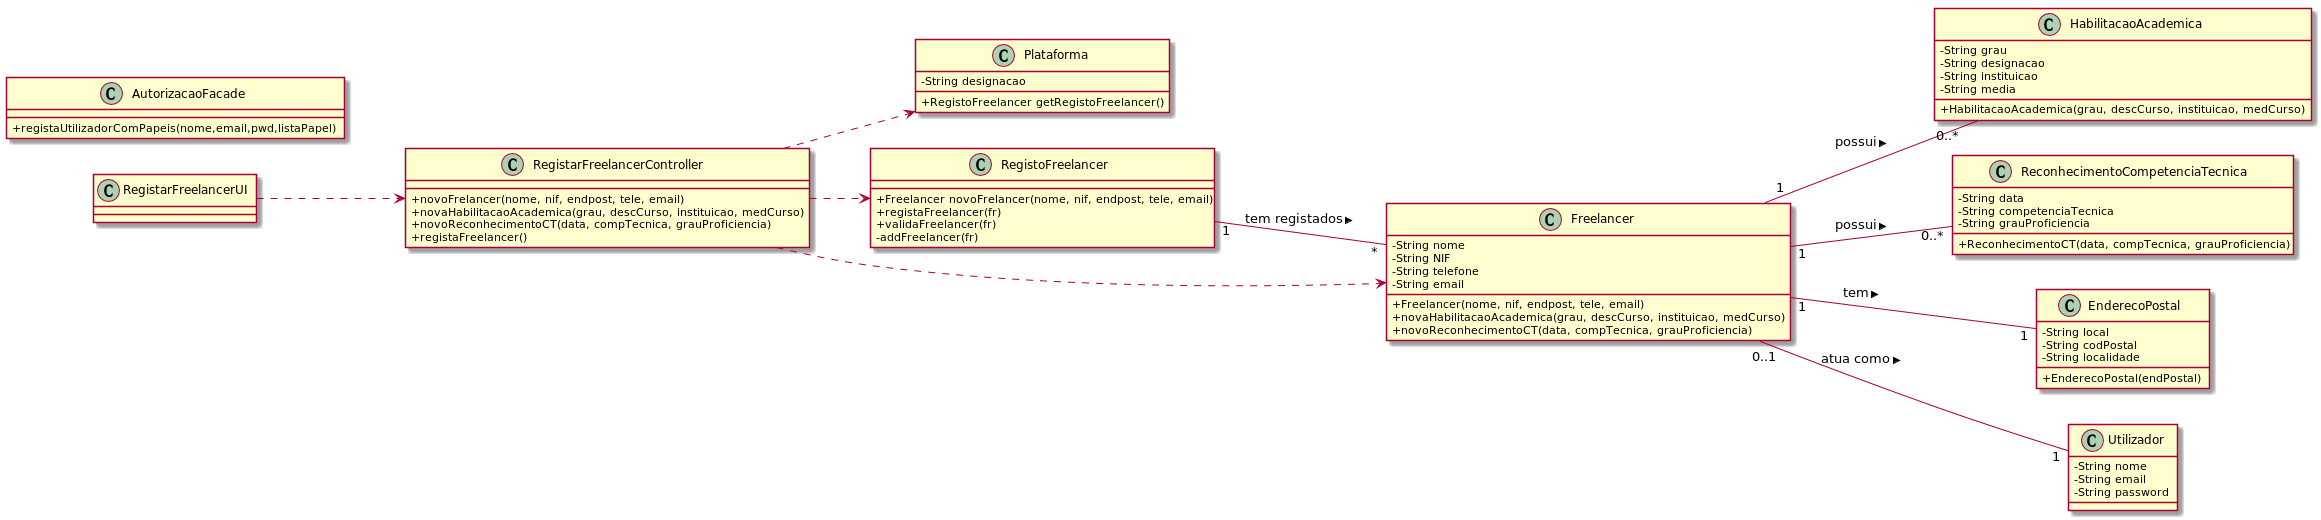 AutorizacaoFacade
+registaUtilizadorComPapeis(nome,email,pwd,listaPapel)
RegistarFreelancerUI
RegistarFreelancerController
+novoFrelancer(nome, nif, endpost, tele, email)
+novaHabilitacaoAcademica(grau, descCurso, instituicao, medCurso)
+novoReconhecimentoCT(data, compTecnica, grauProficiencia)
+registaFreelancer()
Plataforma
-String designacao
+RegistoFreelancer getRegistoFreelancer()
RegistoFreelancer
+Freelancer novoFrelancer(nome, nif, endpost, tele, email)
+registaFreelancer(fr)
+validaFreelancer(fr)
-addFreelancer(fr)
tem registados
1
*
Freelancer
-String nome
-String NIF
-String telefone
-String email
+Freelancer(nome, nif, endpost, tele, email)
+novaHabilitacaoAcademica(grau, descCurso, instituicao, medCurso)
+novoReconhecimentoCT(data, compTecnica, grauProficiencia)
possui
1
0..*
HabilitacaoAcademica
-String grau
-String designacao
-String instituicao
-String media
+HabilitacaoAcademica(grau, descCurso, instituicao, medCurso)
possui
1
0..*
ReconhecimentoCompetenciaTecnica
-String data
-String competenciaTecnica
-String grauProficiencia
+ReconhecimentoCT(data, compTecnica, grauProficiencia)
tem
1
1
EnderecoPostal
-String local
-String codPostal
-String localidade
+EnderecoPostal(endPostal)
atua como
0..1
1
Utilizador
-String nome
-String email
-String password